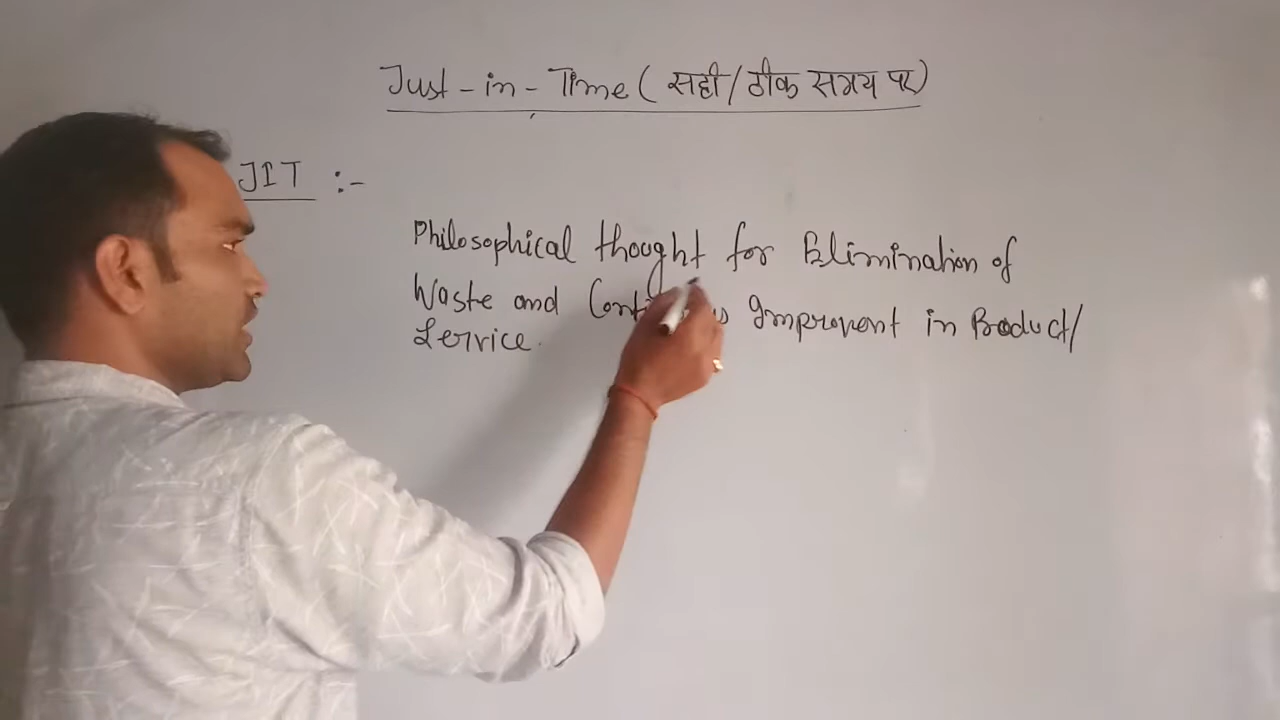 Just-in-Time (सही/ठीक समय पर)
JIT :-
Philosophical thought for Elimination of
Waste and Improvent in Product/
Service.